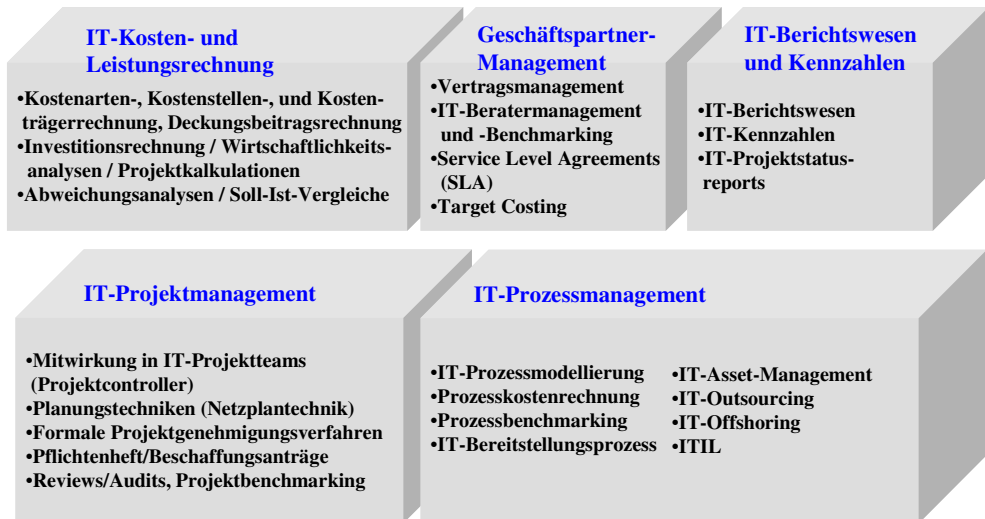 IT-Kosten- und
Leistungsrechnung
•Kostenarten-, Kostenstellen-, und Kosten-
trägerrechnung, Deckungsbeitragsrechnung
•Investitionsrechnung / Wirtschaftlichkeits-
analysen / Projektkalkulationen
•Abweichungsanalysen / Soll-Ist-Vergleiche
Geschäftspartner-
Management
•Vertragsmanagement
•IT-Beratermanagement
und -Benchmarking
•Service Level Agreements
(SLA)
•Target Costing
IT-Berichtswesen
und Kennzahlen
•IT-Berichtswesen
•IT-Kennzahlen
•IT-Projektstatus-
reports
IT-Projektmanagement
•Mitwirkung in IT-Projektteams
(Projektcontroller)
•Planungstechniken (Netzplantechnik)
•Formale Projektgenehmigungsverfahren
•Pflichtenheft/Beschaffungsanträge
•Reviews/Audits, Projektbenchmarking
IT-Prozessmanagement
•IT-Prozessmodellierung
•Prozesskostenrechnung
•Prozessbenchmarking
•IT-Bereitstellungsprozess
•IT-Asset-Management
•IT-Outsourcing
•IT-Offshoring
•ITIL